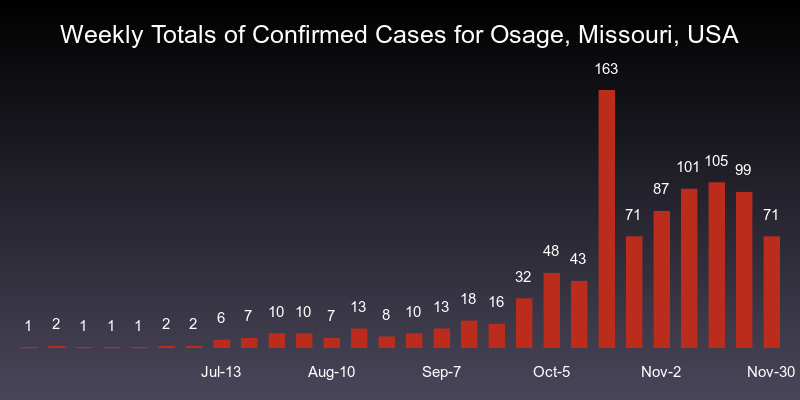 Weekly Totals of Confirmed Cases for Osage, Missouri, USA
1 2 1 1 1 2 2 6 7 10 10 7 13 8 10 13 18 16 32 48 43 163 71 87 101 105 99 71
Jul-13 Aug-10 Sep-7 Oct-5 Nov-2 Nov-30